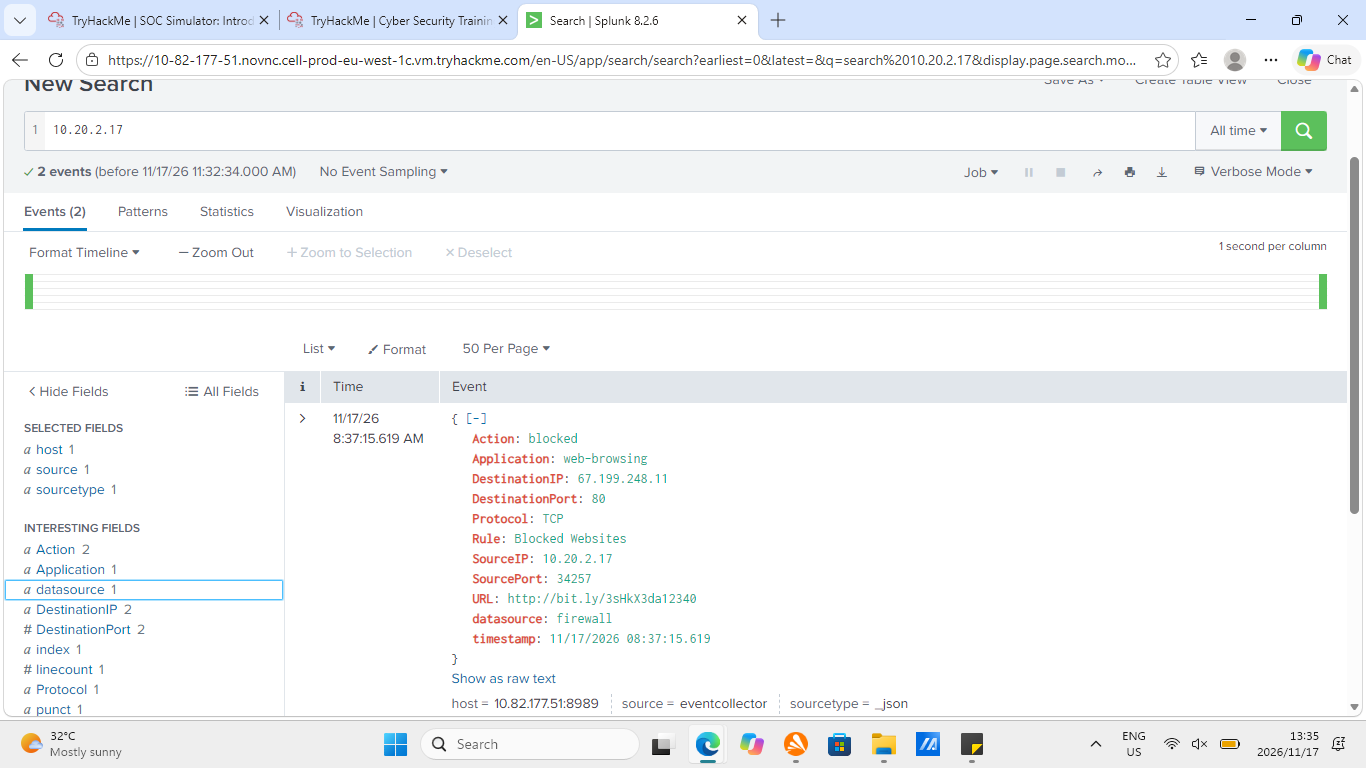 TryHackMe | SOC Simulator: Introd
TryHackMe | Cyber Security Trainin
Search | Splunk 8.2.6
https://10-82-177-51.novnc.cell-prod-eu-west-1c.vm.tryhackme.com/en-US/app/search/search?earliest=0&latest=&q=search%2010.20.2.17&display.page.search.mo...
Chat
New Search
Save As
Create Table View
Close
1 10.20.2.17
All time
2 events (before 11/17/26 11:32:34.000 AM)
No Event Sampling
Job
Verbose Mode
Events (2)
Patterns
Statistics
Visualization
Format Timeline
— Zoom Out
+ Zoom to Selection
× Deselect
1 second per column
List
Format
50 Per Page
< Hide Fields
All Fields
i
Time
Event
SELECTED FIELDS
a host 1
a source 1
a sourcetype 1
INTERESTING FIELDS
a Action 2
a Application 1
a datasource 1
a DestinationIP 2
# DestinationPort 2
a index 1
# linecount 1
a Protocol 1
a punct 1
11/17/26
8:37:15.619 AM
{ [-]
Action: blocked
Application: web-browsing
DestinationIP: 67.199.248.11
DestinationPort: 80
Protocol: TCP
Rule: Blocked Websites
SourceIP: 10.20.2.17
SourcePort: 34257
URL: http://bit.ly/3sHkX3da12340
datasource: firewall
timestamp: 11/17/2026 08:37:15.619
}
Show as raw text
host = 10.82.177.51:8989
source = eventcollector
sourcetype = _json
32°C
Mostly sunny
Search
ENG
US
13:35
2026/11/17